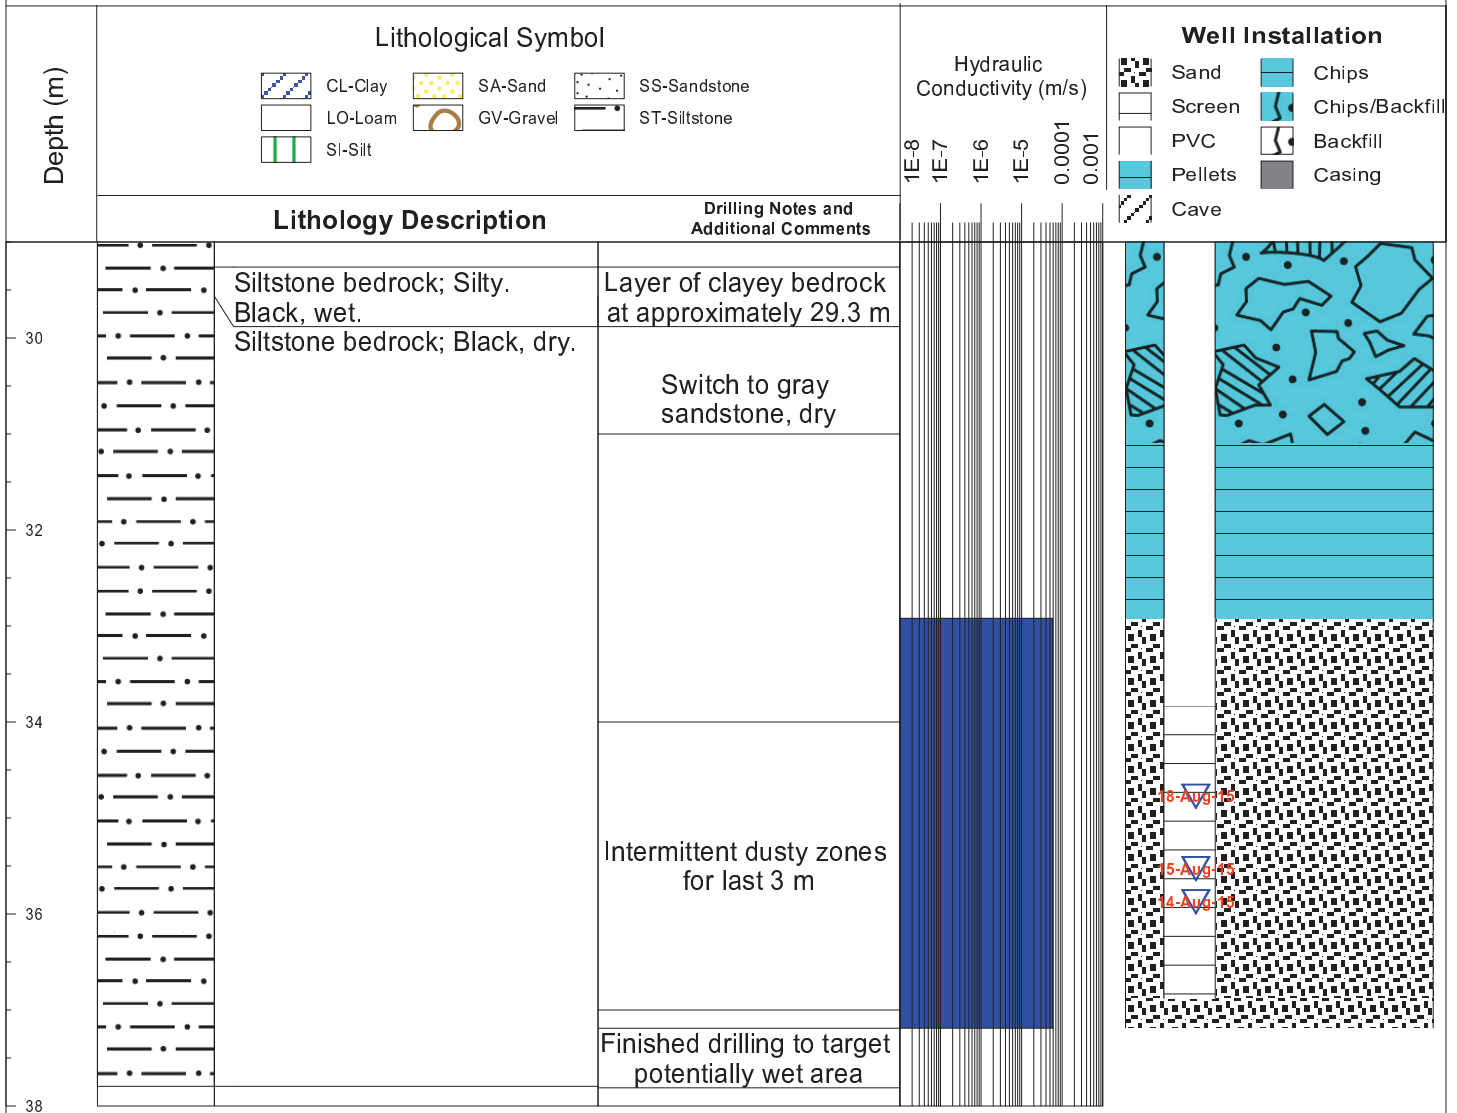 Depth (m)
Lithological Symbol
CL-Clay
SA-Sand
SS-Sandstone
LO-Loam
GV-Gravel
ST-Siltstone
SI-Silt
Lithology Description
Drilling Notes and
Additional Comments
Hydraulic
Conductivity (m/s)
1E-8
1E-7
1E-6
1E-5
0.0001
0.001
Well Installation
Sand
Chips
Screen
Chips/Backfill
PVC
Backfill
Pellets
Casing
Cave
Siltstone bedrock; Silty.
Black, wet.
Siltstone bedrock; Black, dry.
Layer of clayey bedrock
at approximately 29.3 m
Switch to gray
sandstone, dry
Intermittent dusty zones
for last 3 m
Finished drilling to target
potentially wet area
30
32
34
36
38
18-Aug-15
15-Aug-15
14-Aug-15